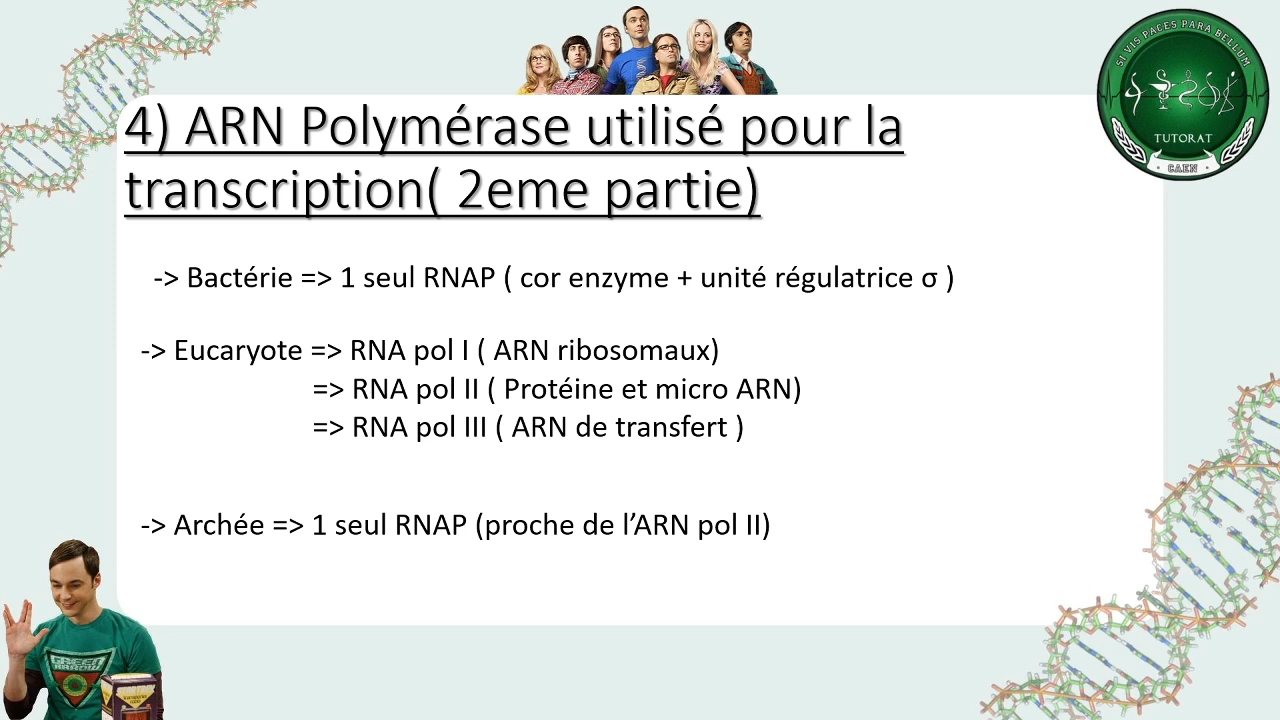 SI VIS PACES PARA BELLUM
TUTORAT
CAEN
4) ARN Polymérase utilisé pour la
transcription( 2eme partie)
-> Bactérie => 1 seul RNAP ( cor enzyme + unité régulatrice σ )
-> Eucaryote => RNA pol I ( ARN ribosomaux)
=> RNA pol II ( Protéine et micro ARN)
=> RNA pol III ( ARN de transfert )
-> Archée => 1 seul RNAP (proche de l’ARN pol II)
GREEN
ARROW